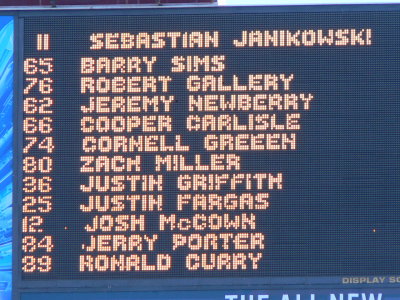 11 SEBASTIAN JANIKOWSKI
65 BARRY SIMS
76 ROBERT GALLERY
62 JEREMY NEWBERRY
66 COOPER CARLISLE
74 CORNELL GREEEN
80 ZACH MILLER
36 JUSTIN GRIFFITH
25 JUSTIN FARGAS
12 JOSH McCOWN
84 JERRY PORTER
89 RONALD CURRY
DISPLAY SO
THE ALL-NEW